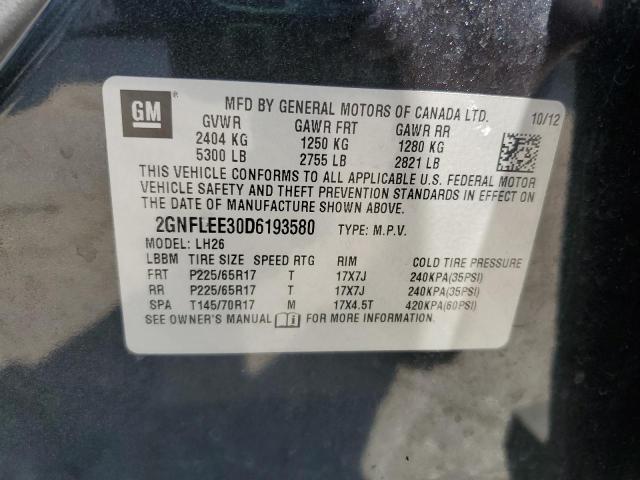 GM ®
MFD BY GENERAL MOTORS OF CANADA LTD.
10/12
GVWR GAWR FRT GAWR RR
2404 KG 1250 KG 1280 KG
5300 LB 2755 LB 2821 LB
THIS VEHICLE CONFORMS TO ALL APPLICABLE U.S. FEDERAL MOTOR
VEHICLE SAFETY AND THEFT PREVENTION STANDARDS IN EFFECT ON
THE DATE OF MANUFACTURE SHOWN ABOVE.
2GNFLEE30D6193580 TYPE: M.P.V.
MODEL: LH26
LBBM TIRE SIZE SPEED RTG RIM COLD TIRE PRESSURE
FRT P225/65R17 T 17X7J 240KPA(35PSI)
RR P225/65R17 T 17X7J 240KPA(35PSI)
SPA T145/70R17 M 17X4.5T 420KPA(60PSI)
SEE OWNER'S MANUAL FOR MORE INFORMATION.